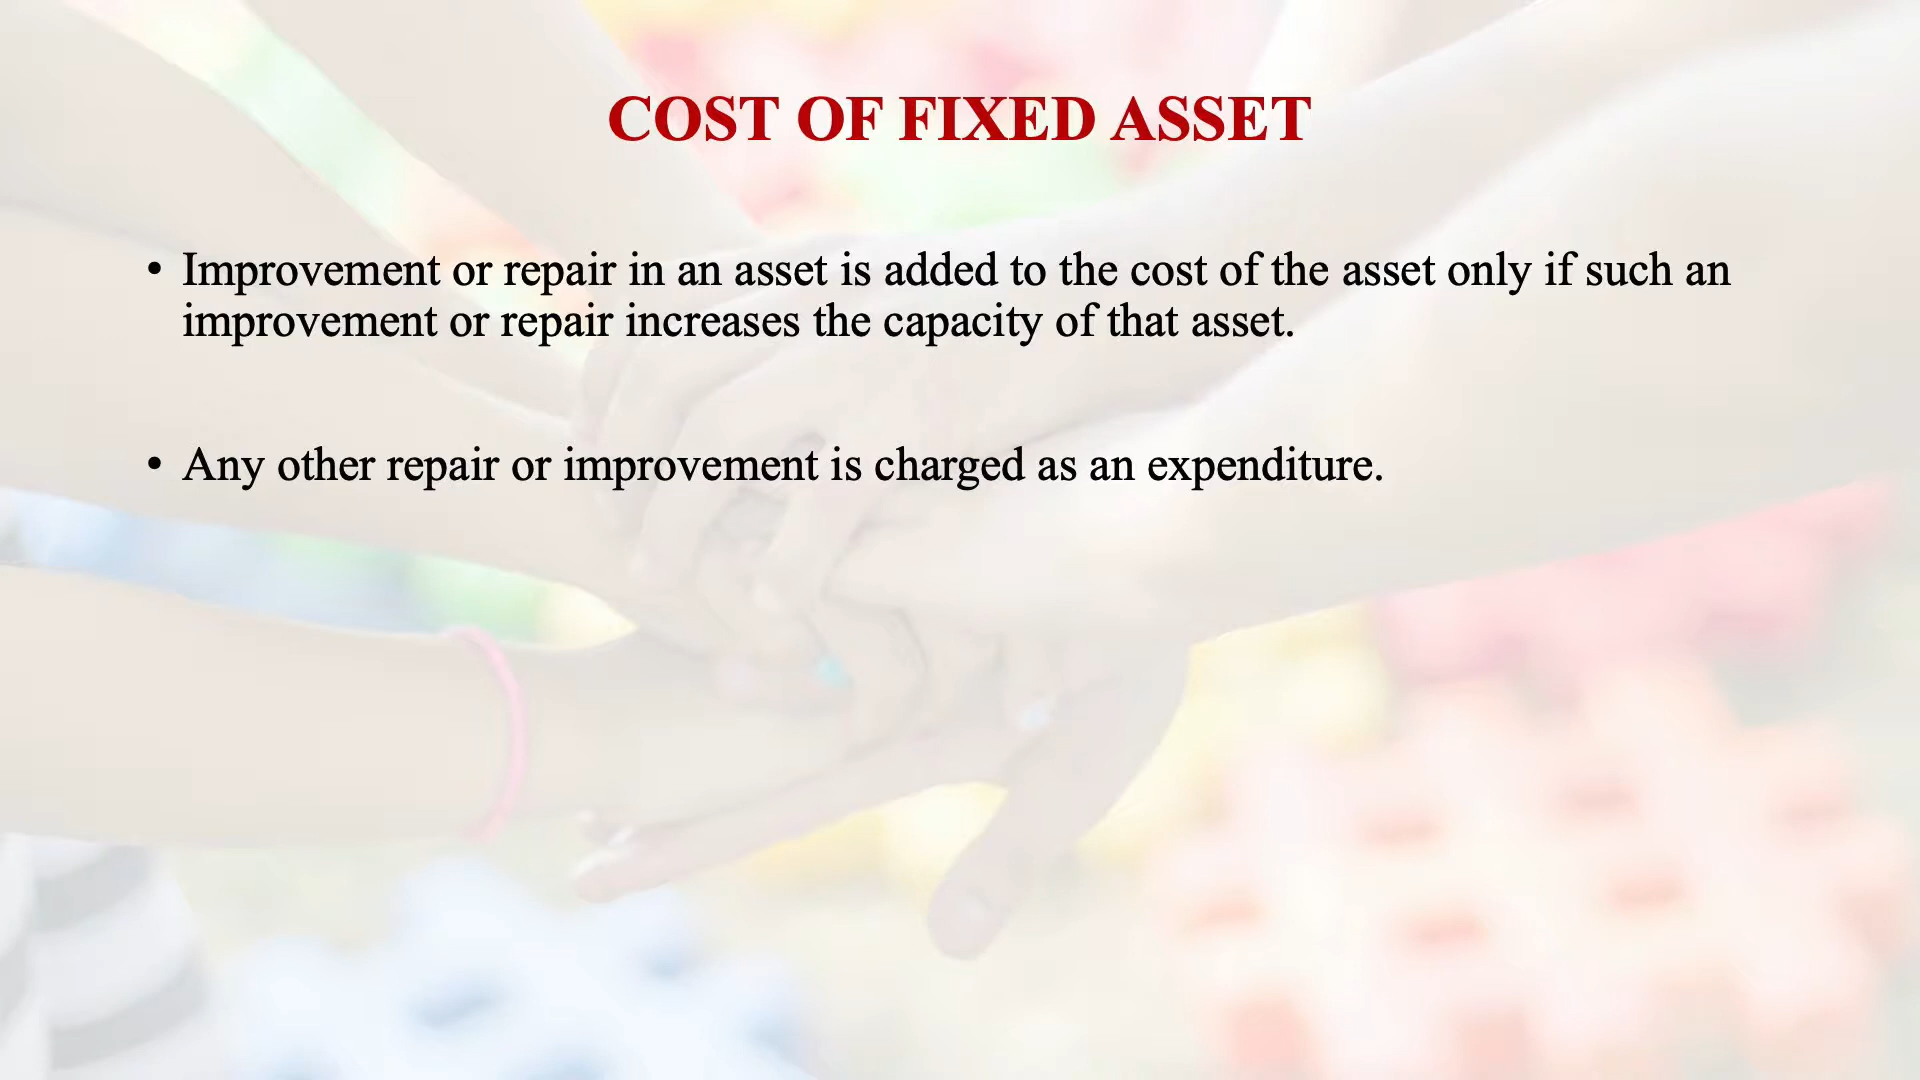 COST OF FIXED ASSET
• Improvement or repair in an asset is added to the cost of the asset only if such an
improvement or repair increases the capacity of that asset.
• Any other repair or improvement is charged as an expenditure.